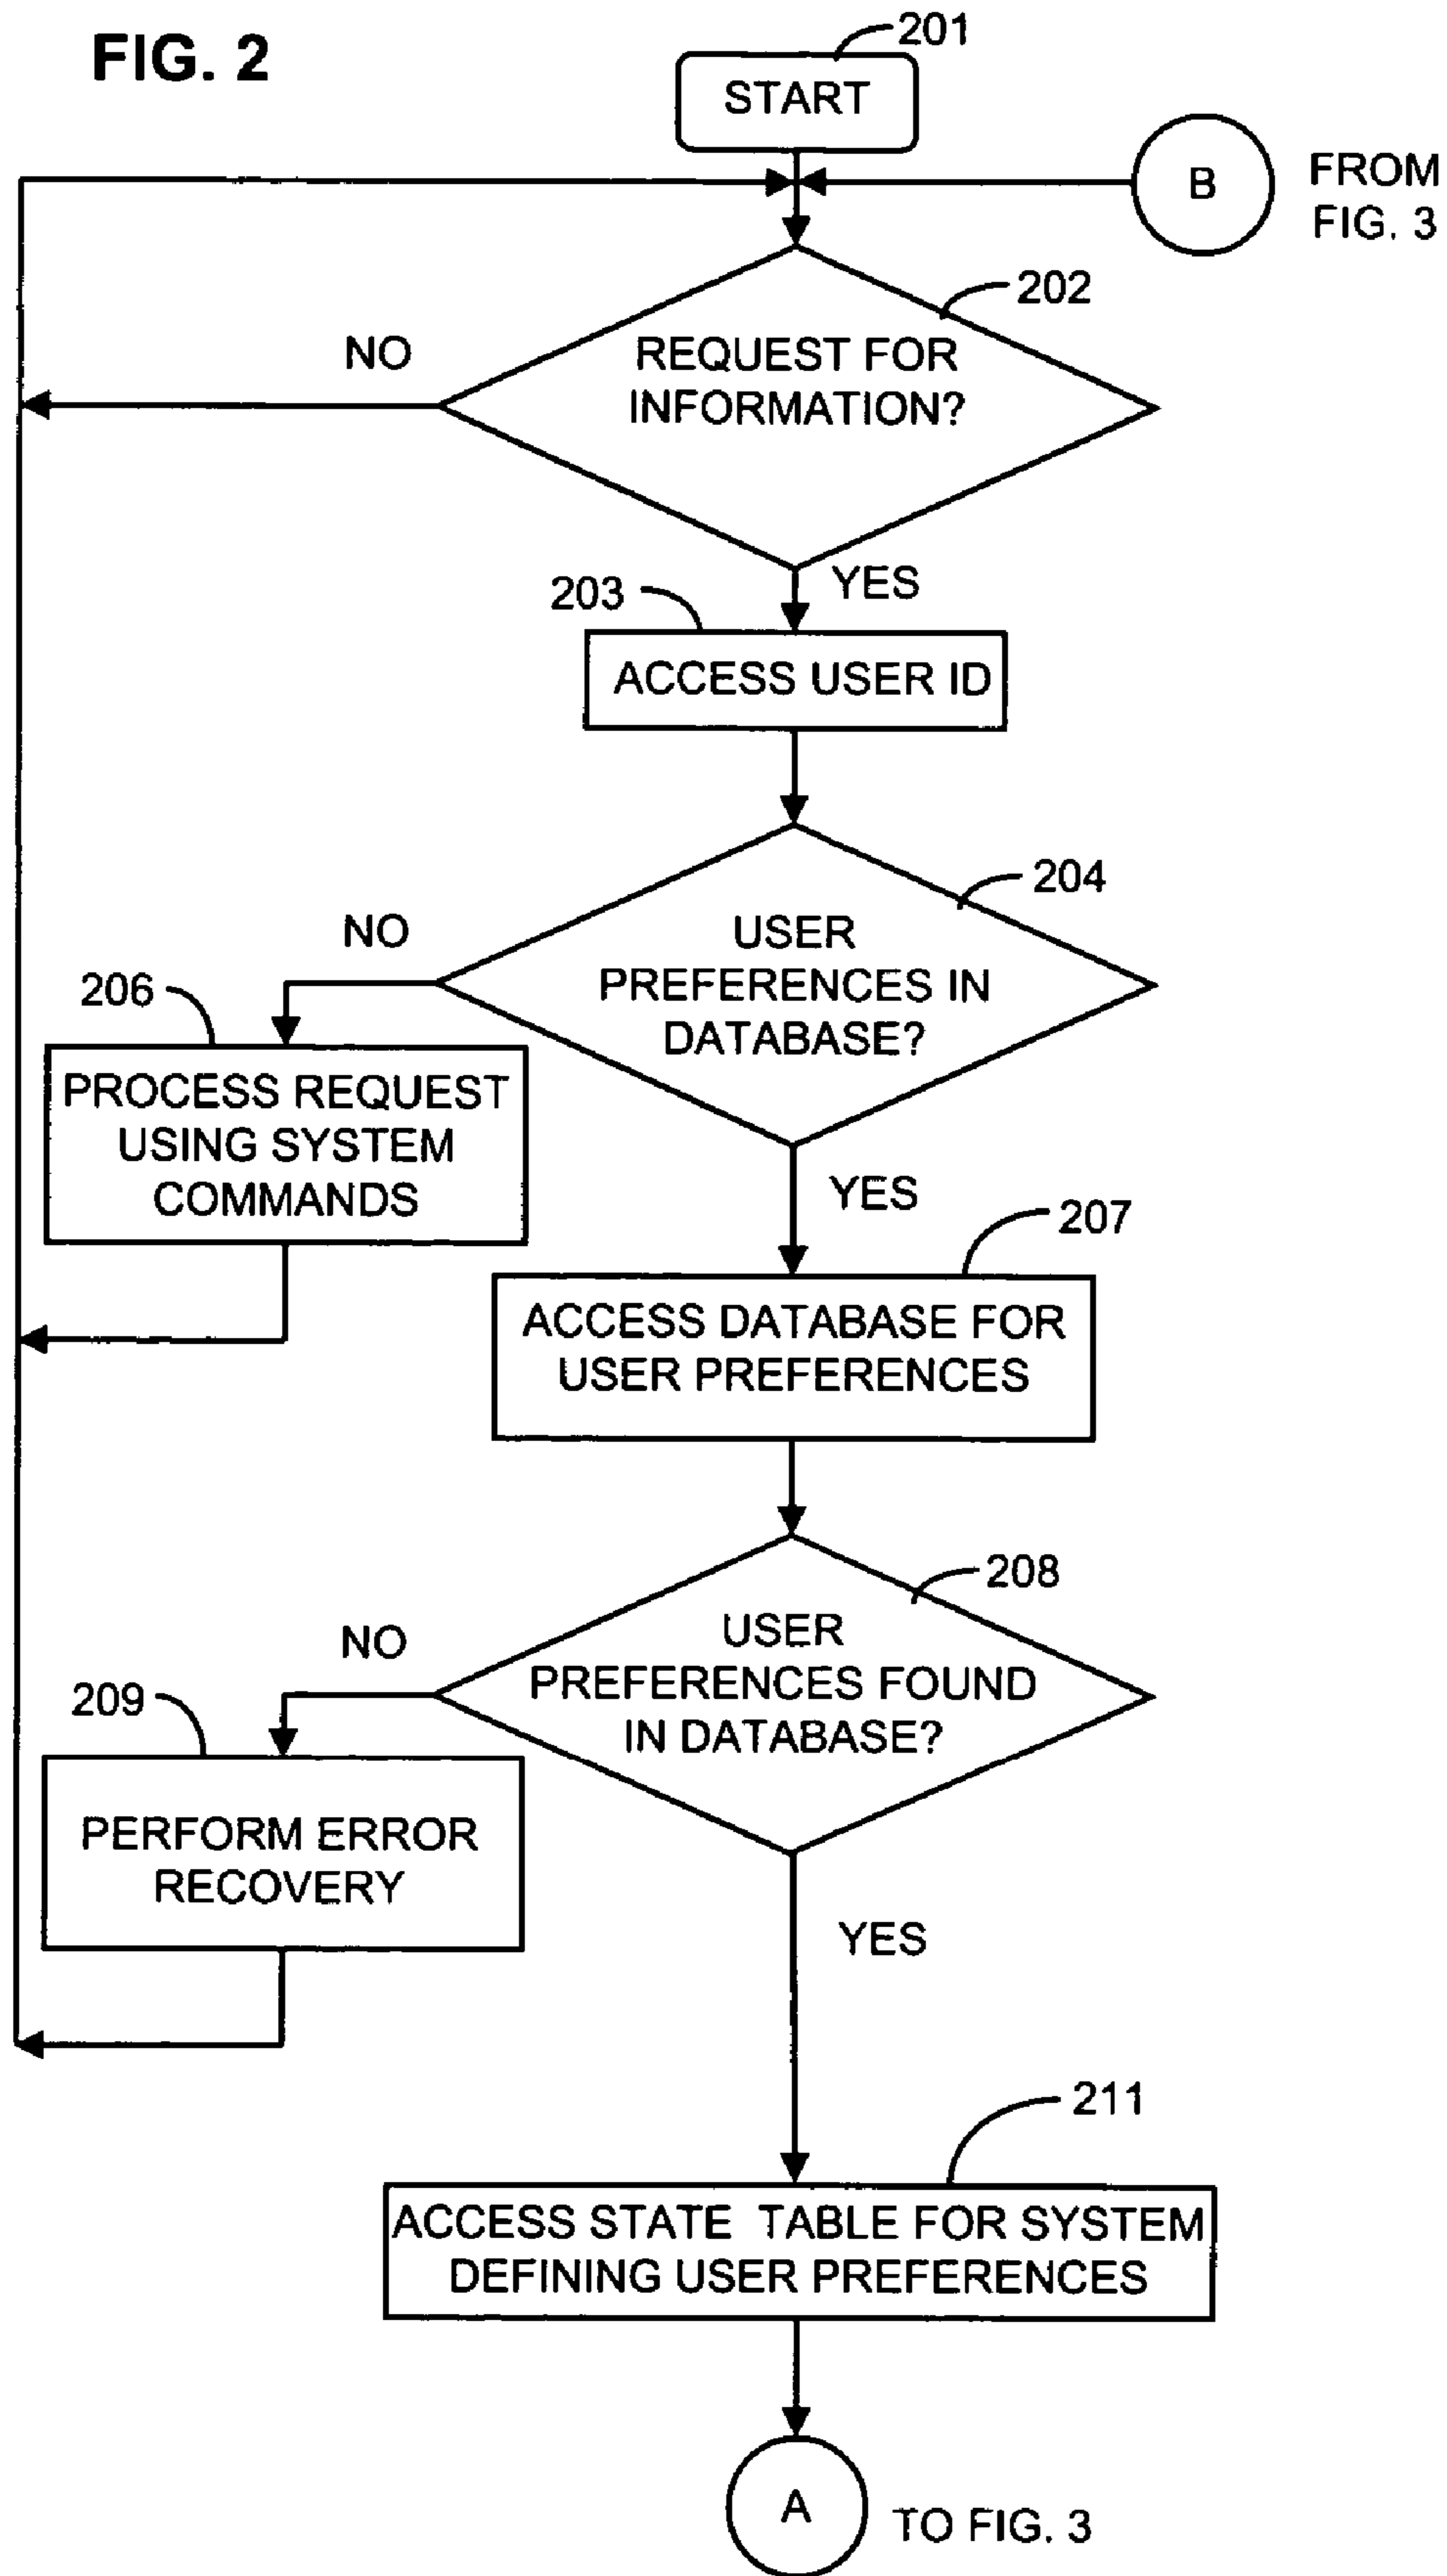 FIG. 2
201
START
B
FROM
FIG. 3
202
NO
REQUEST FOR
INFORMATION?
YES
203
ACCESS USER ID
204
NO
USER
PREFERENCES IN
DATABASE?
206
PROCESS REQUEST
USING SYSTEM
COMMANDS
YES
207
ACCESS DATABASE FOR
USER PREFERENCES
208
NO
USER
PREFERENCES FOUND
IN DATABASE?
209
PERFORM ERROR
RECOVERY
YES
211
ACCESS STATE TABLE FOR SYSTEM
DEFINING USER PREFERENCES
A
TO FIG. 3